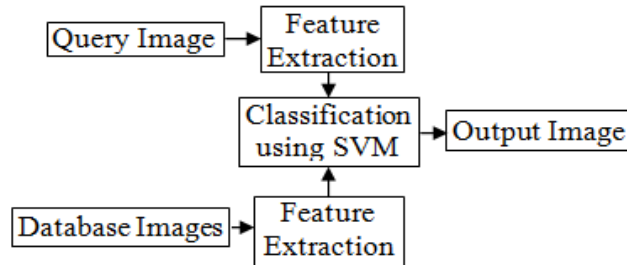 Query Image
Feature
Extraction
Classification
using SVM
Output Image
Database Images
Feature
Extraction